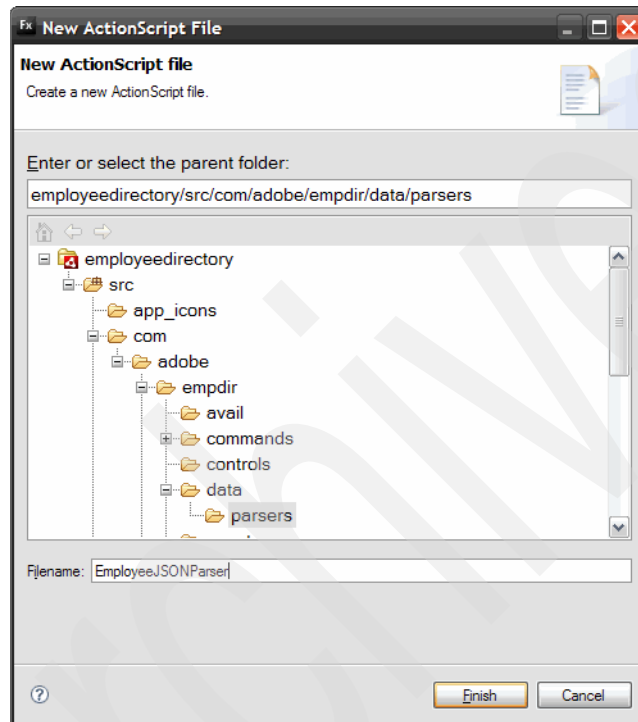 Fx New ActionScript File
New ActionScript file
Create a new ActionScript file.
Enter or select the parent folder:
employeedirectory/src/com/adobe/empdir/data/parsers
employeedirectory
src
app_icons
com
adobe
empdir
avail
commands
controls
data
parsers
Filename: EmployeeJSONParser
? Finish Cancel